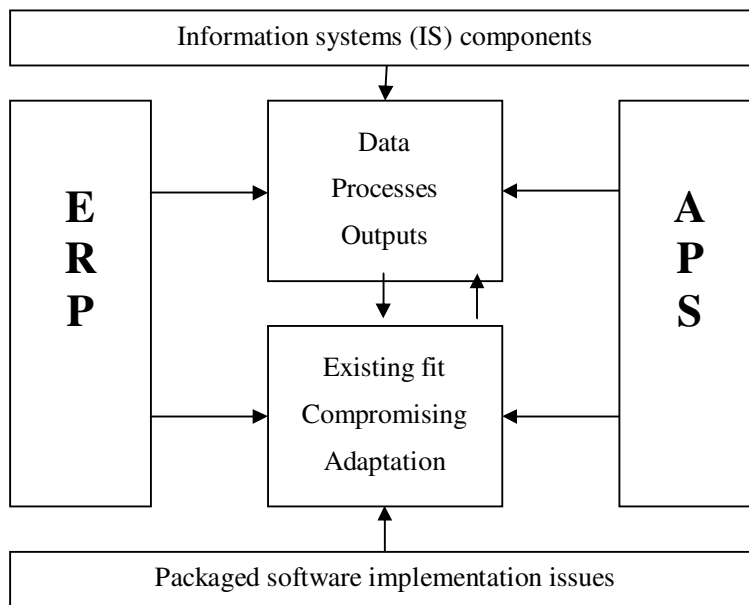 Information systems (IS) components
E
R
P
Data
Processes
Outputs
A
P
S
Existing fit
Compromising
Adaptation
Packaged software implementation issues